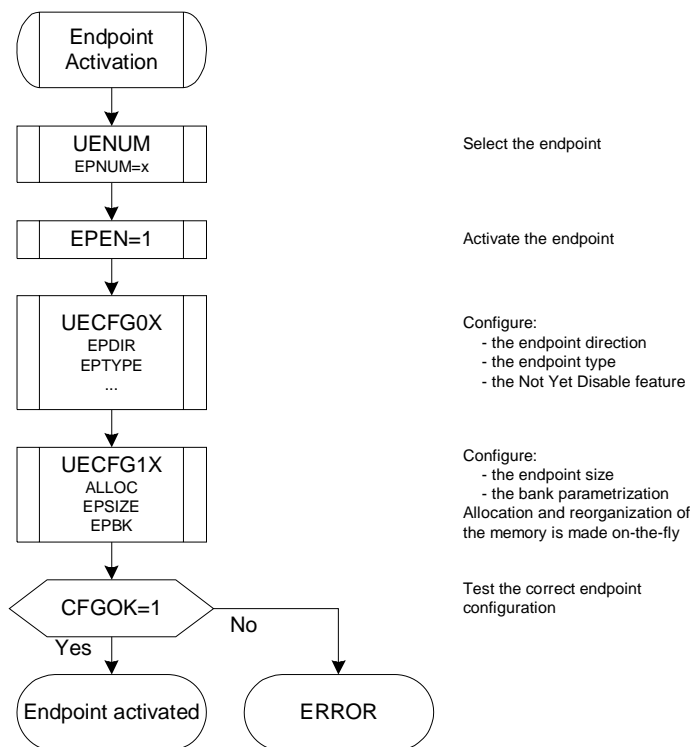 Endpoint
Activation
UENUM
EPNUM=x
Select the endpoint
EPEN=1
Activate the endpoint
UECFG0X
EPDIR
EPTYPE
...
Configure:
- the endpoint direction
- the endpoint type
- the Not Yet Disable feature
UECFG1X
ALLOC
EPSIZE
EPBK
Configure:
- the endpoint size
- the bank parametrization
Allocation and reorganization of
the memory is made on-the-fly
CFGOK=1
Test the correct endpoint
configuration
No
Yes
Endpoint activated
ERROR